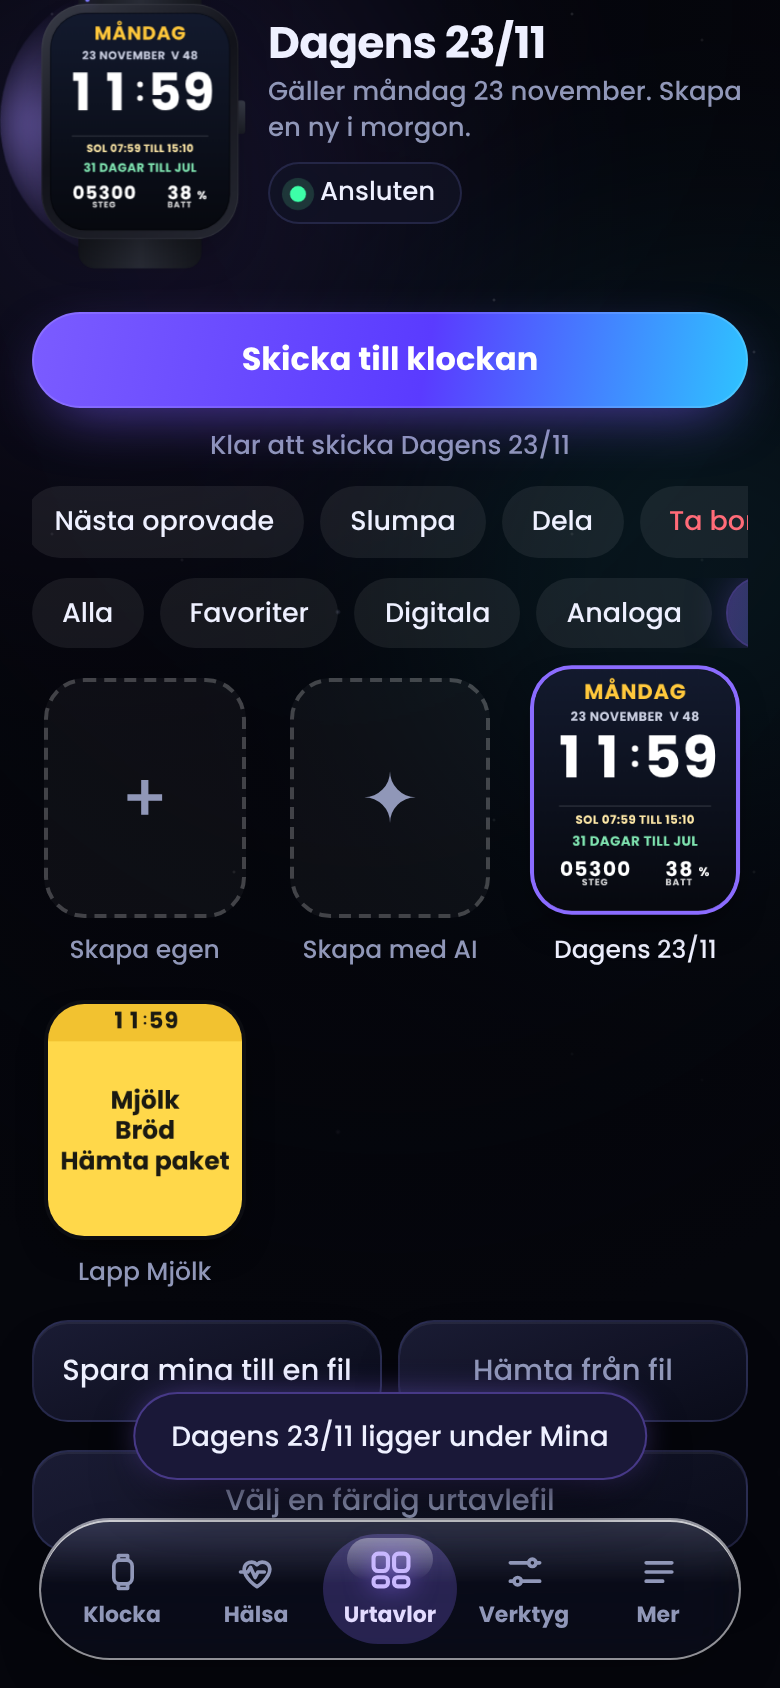 MÅNDAG
23 NOVEMBER V 48
11:59
SOL 07:59 TILL 15:10
31 DAGAR TILL JUL
05300 38 %
STEG BATT
Dagens 23/11
Gäller måndag 23 november. Skapa
en ny i morgon.
Ansluten
Skicka till klockan
Klar att skicka Dagens 23/11
Nästa oprovade Slumpa Dela Ta bor
Alla Favoriter Digitala Analoga
+
MÅNDAG
23 NOVEMBER V 48
11:59
SOL 07:59 TILL 15:10
31 DAGAR TILL JUL
05300 38 %
STEG BATT
Skapa egen Skapa med AI Dagens 23/11
11:59
Mjölk
Bröd
Hämta paket
Lapp Mjölk
Spara mina till en fil Hämta från fil
Dagens 23/11 ligger under Mina
Välj en färdig urtavlefil
Klocka Hälsa Urtavlor Verktyg Mer